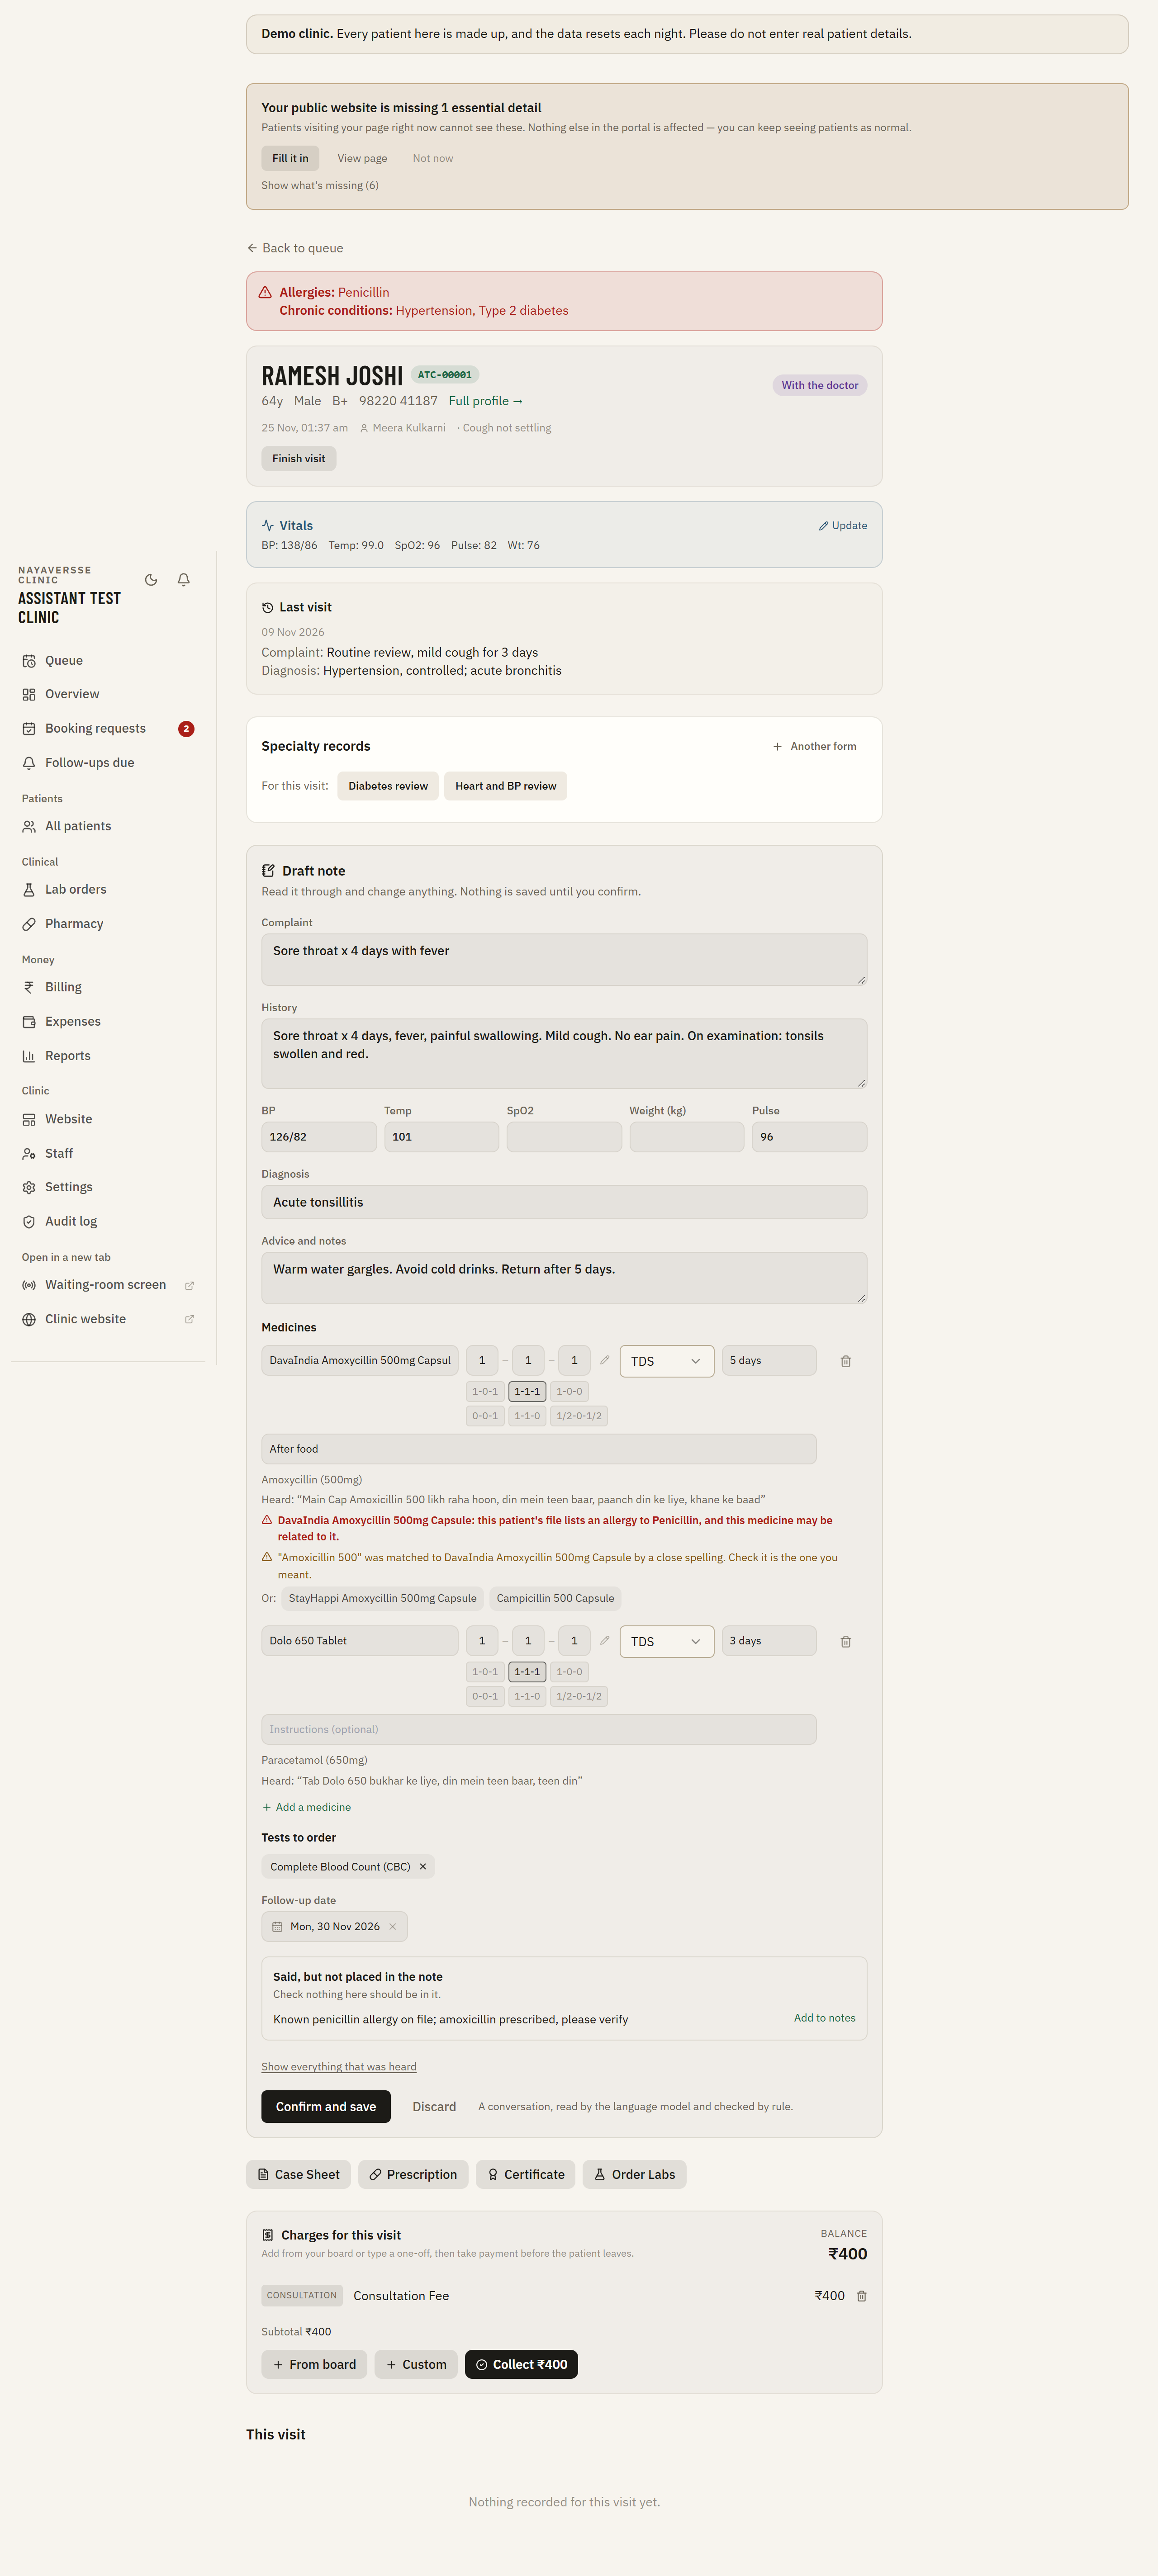 Demo clinic. Every patient here is made up, and the data resets each night. Please do not enter real patient details.
Your public website is missing 1 essential detail
Patients visiting your page right now cannot see these. Nothing else in the portal is affected — you can keep seeing patients as normal.
Fill it in View page Not now
Show what's missing (6)
Back to queue
Allergies: Penicillin
Chronic conditions: Hypertension, Type 2 diabetes
RAMESH JOSHI ATC-00001
With the doctor
64y Male B+ 98220 41187 Full profile →
25 Nov, 01:37 am Meera Kulkarni · Cough not settling
Finish visit
Vitals Update
BP: 138/86 Temp: 99.0 SpO2: 96 Pulse: 82 Wt: 76
NAYAVERSSE
CLINIC
ASSISTANT TEST
CLINIC
Queue
Overview
Booking requests 2
Follow-ups due
Patients
All patients
Clinical
Lab orders
Pharmacy
Money
Billing
Expenses
Reports
Clinic
Website
Staff
Settings
Audit log
Open in a new tab
Waiting-room screen
Clinic website
Last visit
09 Nov 2026
Complaint: Routine review, mild cough for 3 days
Diagnosis: Hypertension, controlled; acute bronchitis
Specialty records + Another form
For this visit: Diabetes review Heart and BP review
Draft note
Read it through and change anything. Nothing is saved until you confirm.
Complaint
Sore throat x 4 days with fever
History
Sore throat x 4 days, fever, painful swallowing. Mild cough. No ear pain. On examination: tonsils
swollen and red.
BP Temp SpO2 Weight (kg) Pulse
126/82 101 96
Diagnosis
Acute tonsillitis
Advice and notes
Warm water gargles. Avoid cold drinks. Return after 5 days.
Medicines
DavaIndia Amoxycillin 500mg Capsul 1 – 1 – 1 TDS 5 days
1-0-1 1-1-1 1-0-0
0-0-1 1-1-0 1/2-0-1/2
After food
Amoxycillin (500mg)
Heard: “Main Cap Amoxicillin 500 likh raha hoon, din mein teen baar, paanch din ke liye, khane ke baad”
DavaIndia Amoxycillin 500mg Capsule: this patient's file lists an allergy to Penicillin, and this medicine may be
related to it.
"Amoxicillin 500" was matched to DavaIndia Amoxycillin 500mg Capsule by a close spelling. Check it is the one you
meant.
Or: StayHappi Amoxycillin 500mg Capsule Campicillin 500 Capsule
Dolo 650 Tablet 1 – 1 – 1 TDS 3 days
1-0-1 1-1-1 1-0-0
0-0-1 1-1-0 1/2-0-1/2
Instructions (optional)
Paracetamol (650mg)
Heard: “Tab Dolo 650 bukhar ke liye, din mein teen baar, teen din”
+ Add a medicine
Tests to order
Complete Blood Count (CBC) ×
Follow-up date
Mon, 30 Nov 2026 ×
Said, but not placed in the note
Check nothing here should be in it.
Known penicillin allergy on file; amoxicillin prescribed, please verify Add to notes
Show everything that was heard
Confirm and save Discard A conversation, read by the language model and checked by rule.
Case Sheet Prescription Certificate Order Labs
Charges for this visit BALANCE
Add from your board or type a one-off, then take payment before the patient leaves. ₹400
CONSULTATION Consultation Fee ₹400
Subtotal ₹400
+ From board + Custom Collect ₹400
This visit
Nothing recorded for this visit yet.